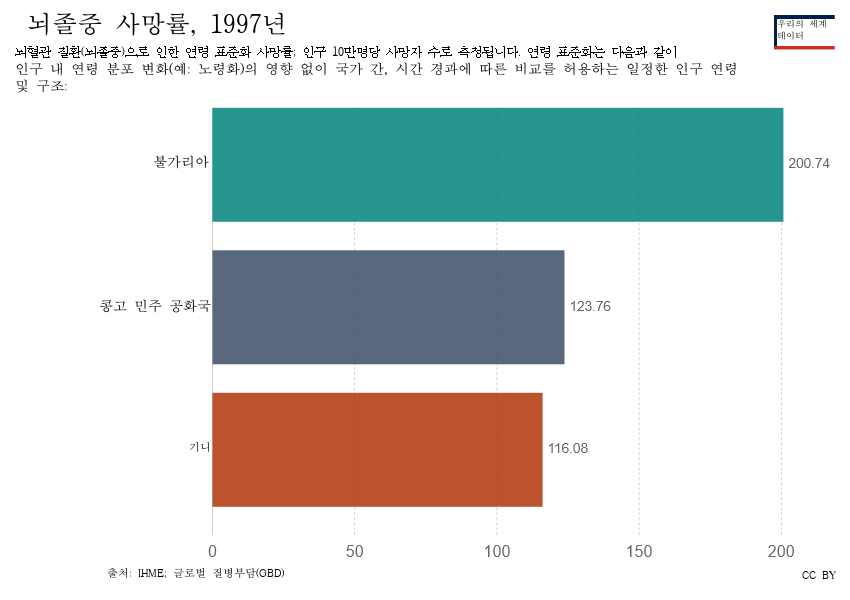 뇌졸중 사망률, 1997년
우리의 세계
데이터
뇌혈관 질환(뇌졸중)으로 인한 연령 표준화 사망률; 인구 10만명당 사망자 수로 측정됩니다. 연령 표준화는 다음과 같이
인구 내 연령 분포 변화(예: 노령화)의 영향 없이 국가 간, 시간 경과에 따른 비교를 허용하는 일정한 인구 연령
및 구조:
불가리아
200.74
콩고 민주 공화국
123.76
기니
116.08
0 50 100 150 200
출처: IHME; 글로벌 질병부담(GBD)
CC BY